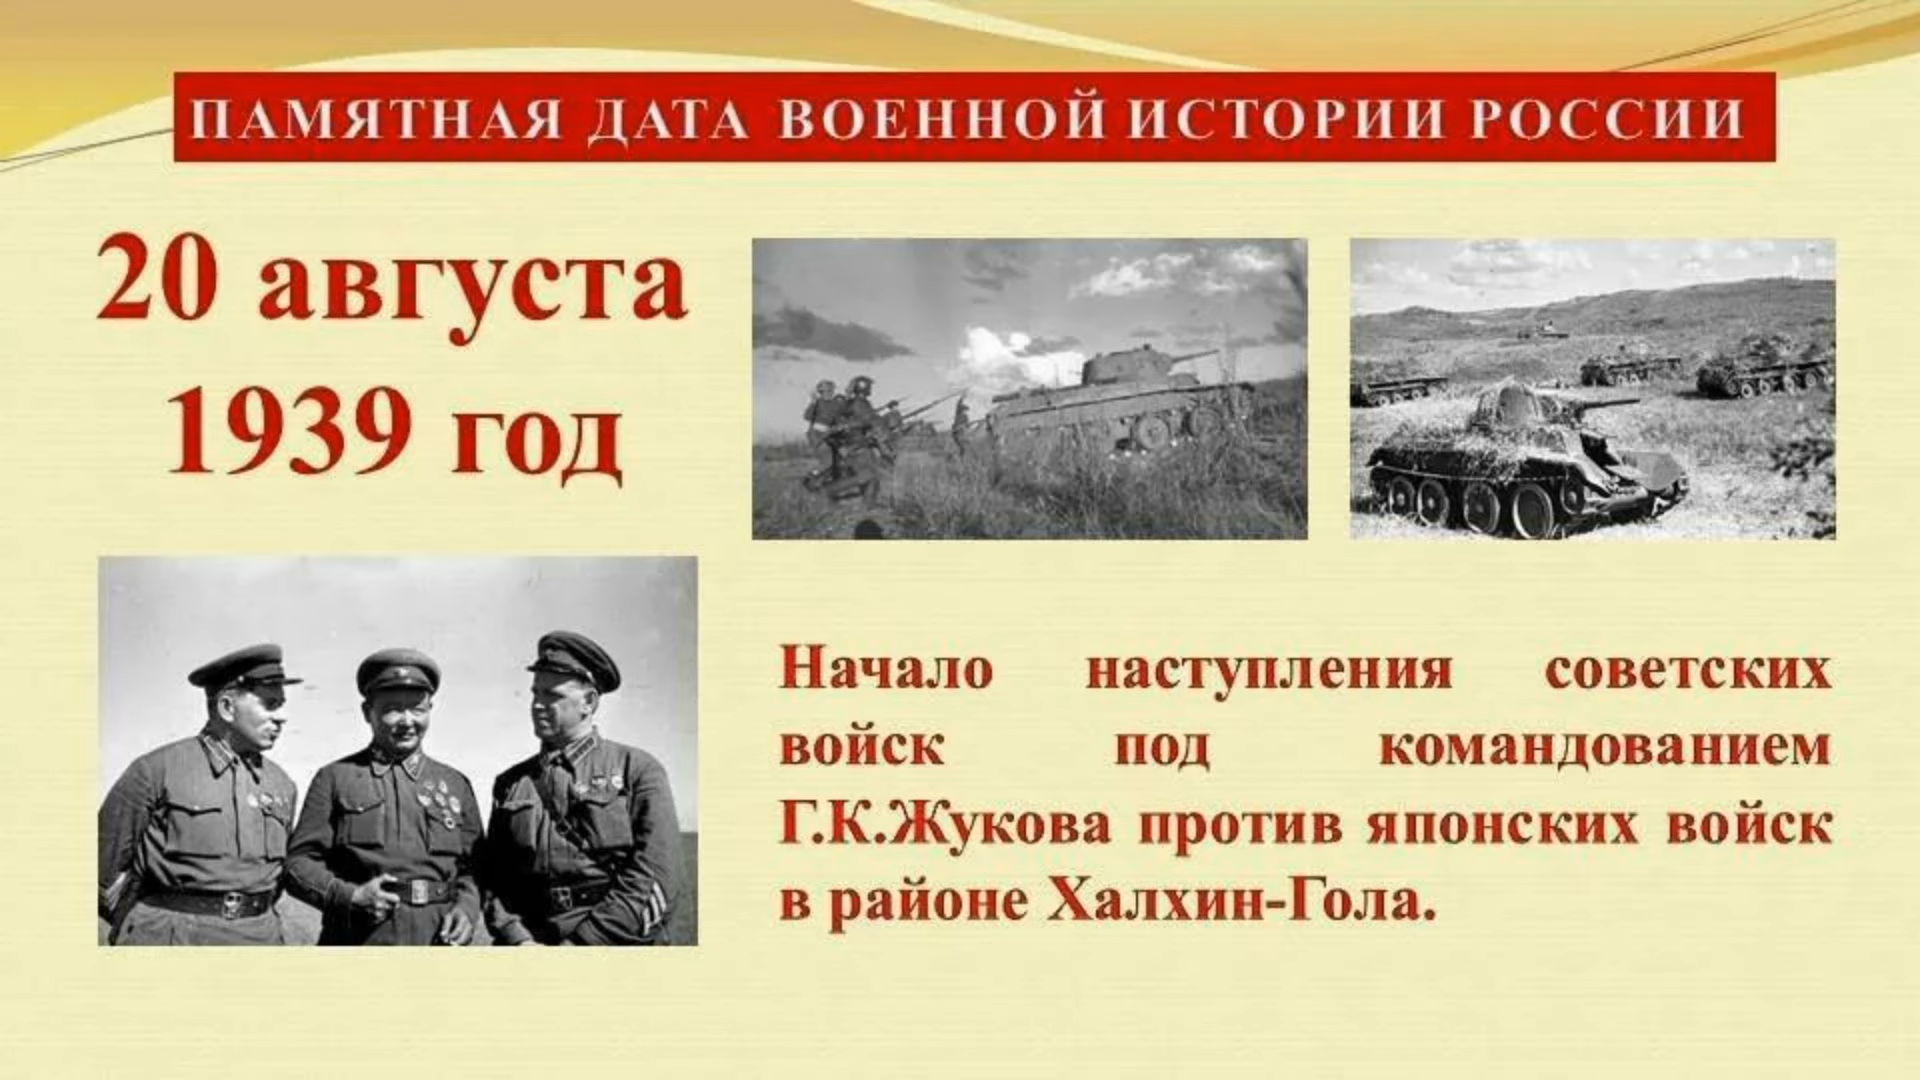 ПАМЯТНАЯ ДАТА ВОЕННОЙ ИСТОРИИ РОССИИ
20 августа
1939 год
Начало наступления советских
войск под командованием
Г.К.Жукова против японских войск
в районе Халхин-Гола.